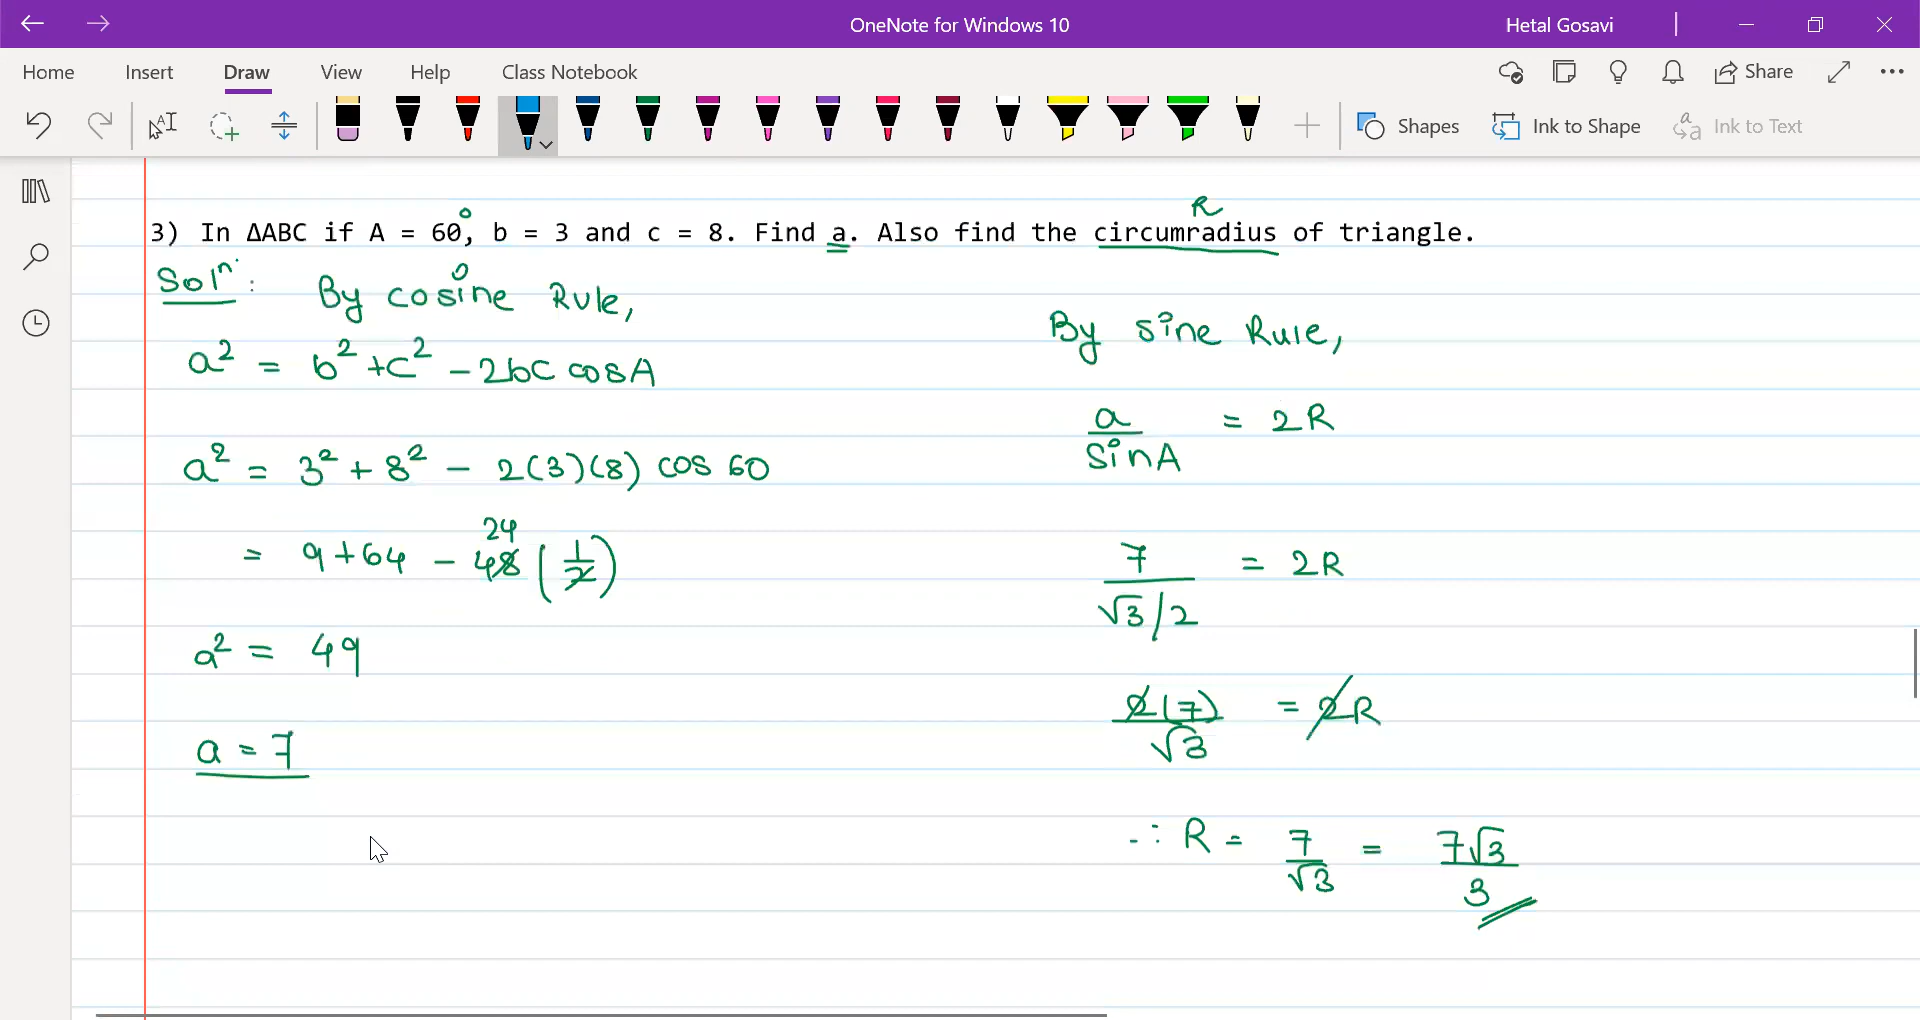 OneNote for Windows 10
Hetal Gosavi
Home Insert Draw View Help Class Notebook
Share
Shapes Ink to Shape Ink to Text
R
3) In ΔABC if A = 60°, b = 3 and c = 8. Find a. Also find the circumradius of triangle.
Solⁿ: By cosine Rule,
a² = b² + c² - 2bc cosA
a² = 3² + 8² - 2(3)(8) cos 60
24
= 9+64 - 48 (1/2)
a² = 49
a = 7
By sine Rule,
a/sinA = 2R
7/(√3/2) = 2R
2(7)/√3 = 2R
∴ R = 7/√3 = 7√3/3